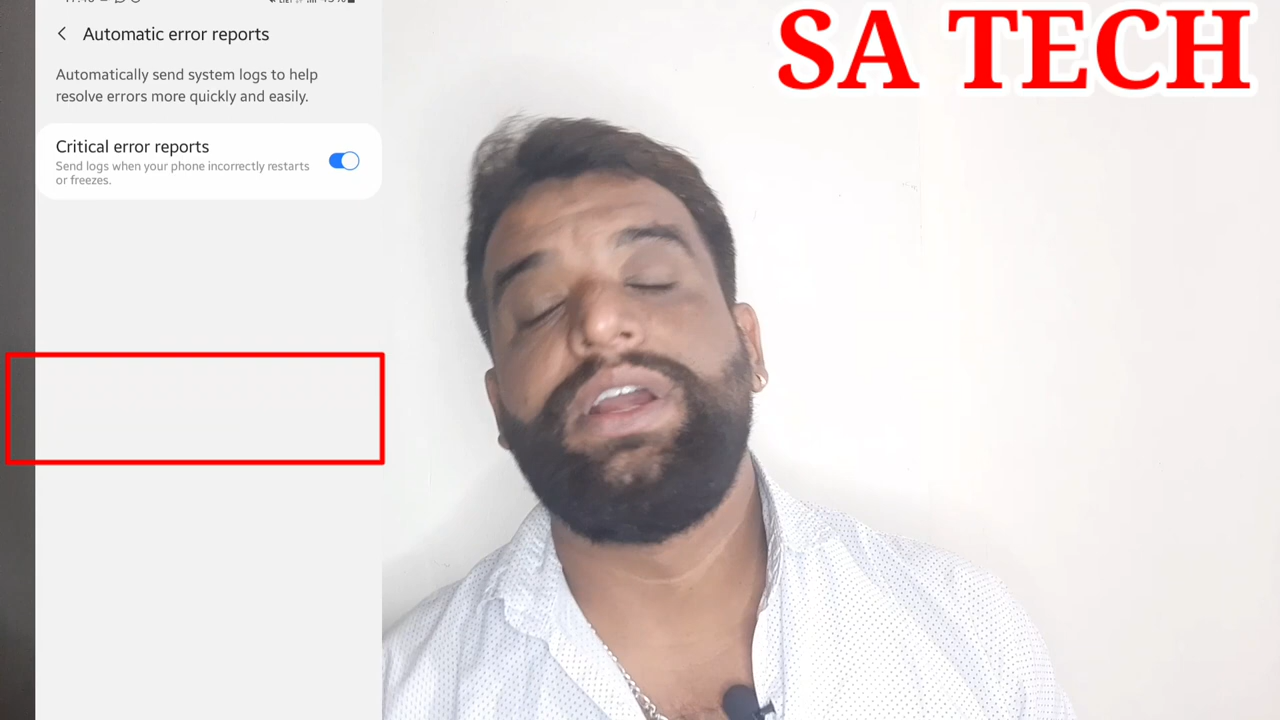 SA TECH
Automatic error reports
Automatically send system logs to help
resolve errors more quickly and easily.
Critical error reports
Send logs when your phone incorrectly restarts
or freezes.